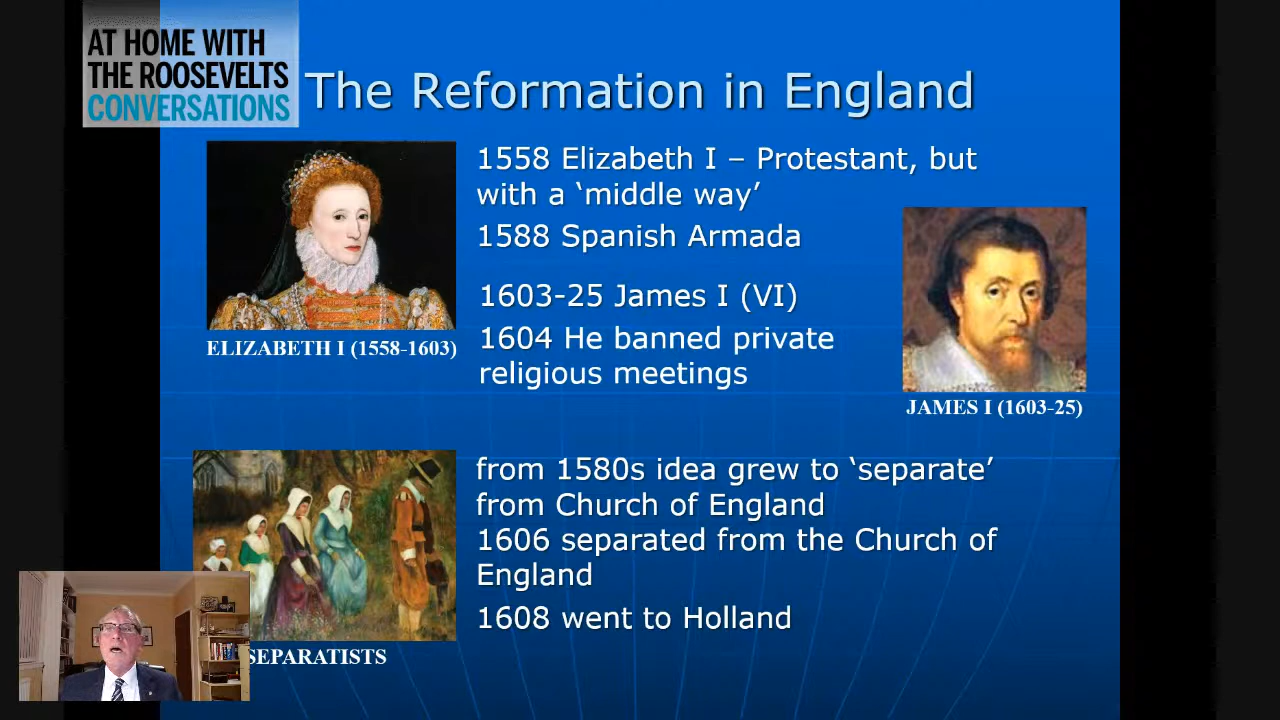 AT HOME WITH
THE ROOSEVELTS
CONVERSATIONS
The Reformation in England
1558 Elizabeth I – Protestant, but
with a ‘middle way’
1588 Spanish Armada
1603-25 James I (VI)
1604 He banned private
religious meetings
ELIZABETH I (1558-1603)
JAMES I (1603-25)
from 1580s idea grew to ‘separate’
from Church of England
1606 separated from the Church of
England
1608 went to Holland
SEPARATISTS